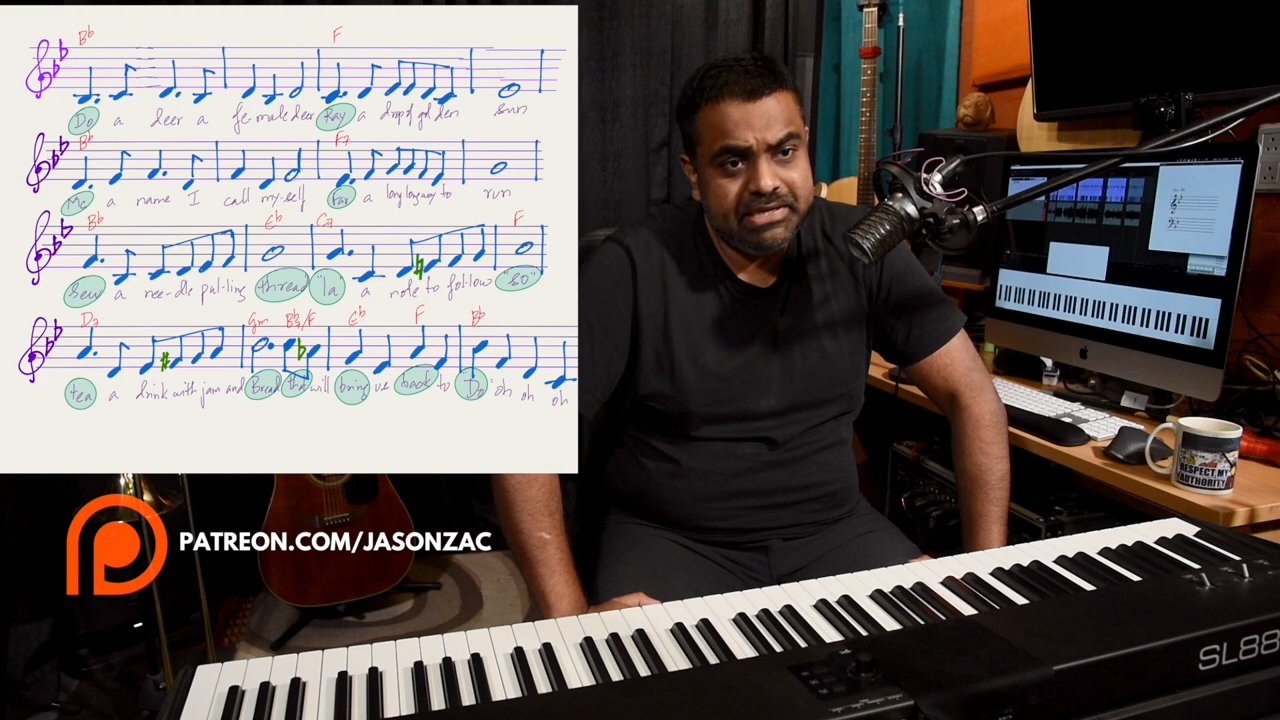 Bb F
Do a deer a fe-male deer Ray a drop of gol den sun
Bb F7
Me a name I call my-self Far a long long way to run
Bb Eb C7 F
Sew a nee-dle pul-ling thread "la" a note to fol-low "so"
D7 Gm Bb7/F Eb F Bb
tea a drink with jam and Bread that will bring us back to 'Do' oh oh oh
PATREON.COM/JASONZAC
RESPECT MY
AUTHORITY
SL88